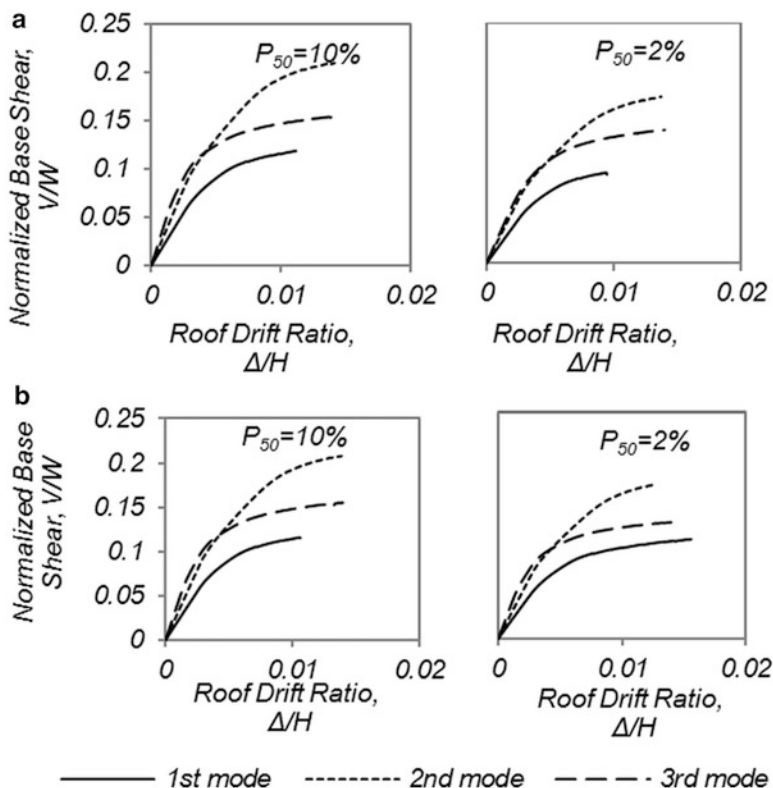 a
Normalized Base Shear,
V/W
0.25
0.2
0.15
0.1
0.05
0
P50=10%
0
0.01
0.02
Roof Drift Ratio,
Δ/H
P50=2%
0
0.01
0.02
Roof Drift Ratio,
Δ/H
b
Normalized Base
Shear, V/W
0.25
0.2
0.15
0.1
0.05
0
P50=10%
0
0.01
0.02
Roof Drift Ratio,
Δ/H
P50=2%
0
0.01
0.02
Roof Drift Ratio,
Δ/H
1st mode
2nd mode
3rd mode